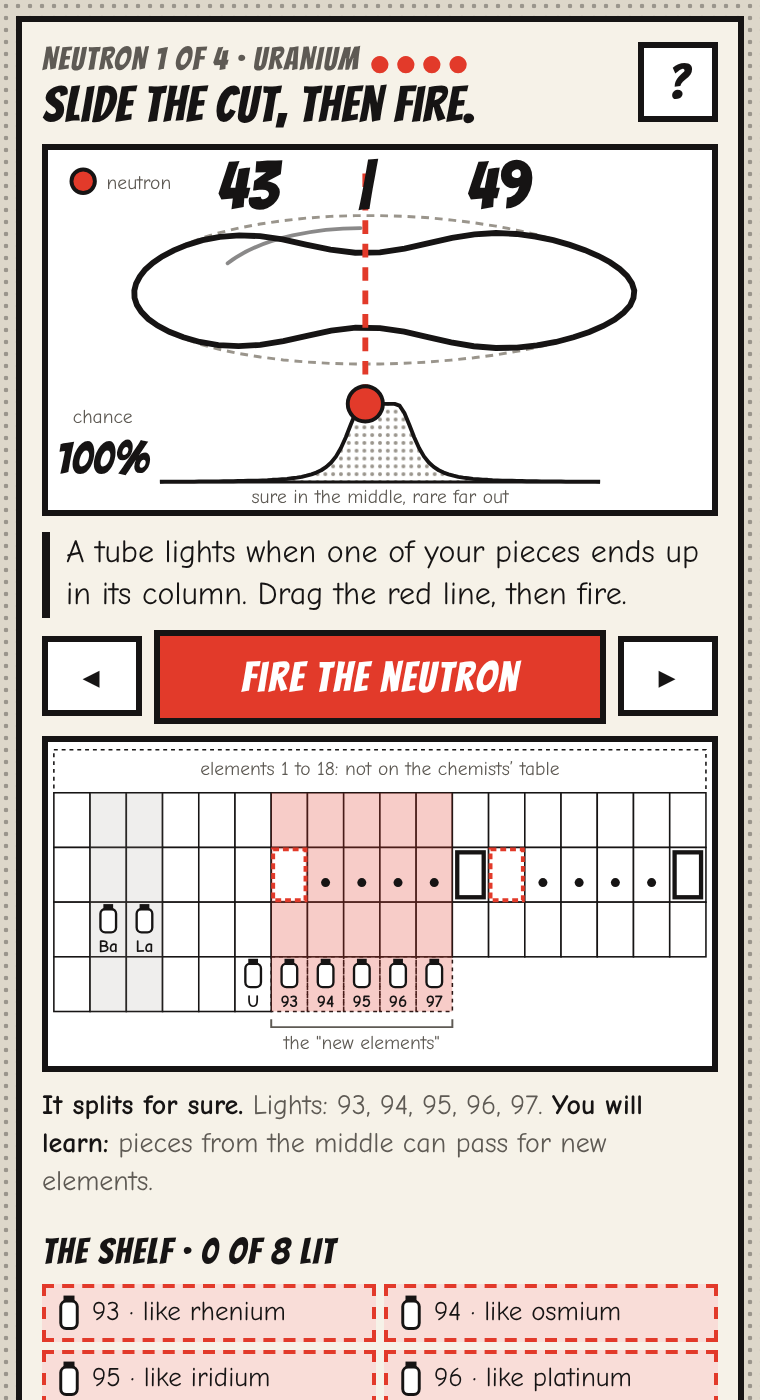 NEUTRON 1 OF 4 · URANIUM
SLIDE THE CUT, THEN FIRE.
?
neutron
43 / 49
chance
100%
sure in the middle, rare far out
A tube lights when one of your pieces ends up
in its column. Drag the red line, then fire.
◄ FIRE THE NEUTRON ►
elements 1 to 18: not on the chemists' table
Ba La
U 93 94 95 96 97
the "new elements"
It splits for sure. Lights: 93, 94, 95, 96, 97. You will
learn: pieces from the middle can pass for new
elements.
THE SHELF · 0 OF 8 LIT
93 · like rhenium
94 · like osmium
95 · like iridium
96 · like platinum